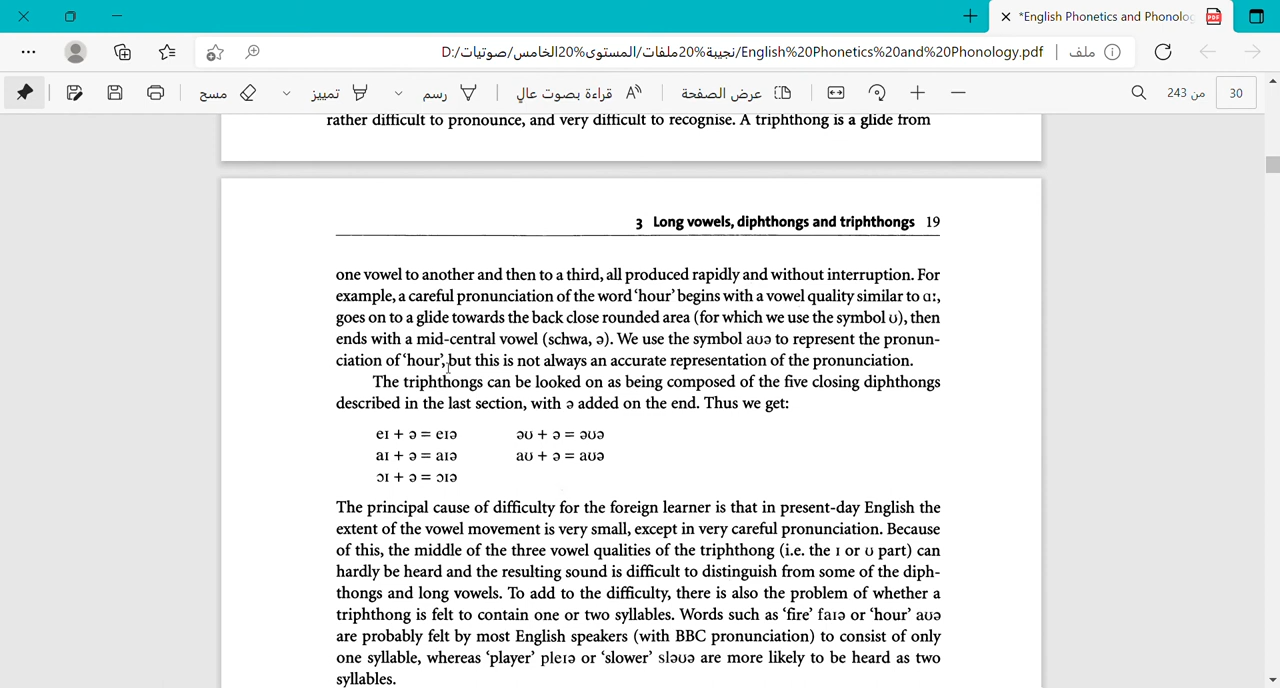 *English Phonetics and Phonolog
ملف D:/نجيبة%20ملفات/المستوى%20الخامس/صوتيات/English%20Phonetics%20and%20Phonology.pdf
30 من 243 عرض الصفحة قراءة بصوت عالٍ رسم تمييز مسح
rather difficult to pronounce, and very difficult to recognise. A triphthong is a glide from
3 Long vowels, diphthongs and triphthongs 19
one vowel to another and then to a third, all produced rapidly and without interruption. For
example, a careful pronunciation of the word ‘hour’ begins with a vowel quality similar to ɑː,
goes on to a glide towards the back close rounded area (for which we use the symbol ʊ), then
ends with a mid-central vowel (schwa, ə). We use the symbol aʊə to represent the pronun-
ciation of ‘hour’, but this is not always an accurate representation of the pronunciation.
The triphthongs can be looked on as being composed of the five closing diphthongs
described in the last section, with ə added on the end. Thus we get:
eɪ + ə = eɪə əʊ + ə = əʊə
aɪ + ə = aɪə aʊ + ə = aʊə
ɔɪ + ə = ɔɪə
The principal cause of difficulty for the foreign learner is that in present-day English the
extent of the vowel movement is very small, except in very careful pronunciation. Because
of this, the middle of the three vowel qualities of the triphthong (i.e. the ɪ or ʊ part) can
hardly be heard and the resulting sound is difficult to distinguish from some of the diph-
thongs and long vowels. To add to the difficulty, there is also the problem of whether a
triphthong is felt to contain one or two syllables. Words such as ‘fire’ faɪə or ‘hour’ aʊə
are probably felt by most English speakers (with BBC pronunciation) to consist of only
one syllable, whereas ‘player’ pleɪə or ‘slower’ sləʊə are more likely to be heard as two
syllables.